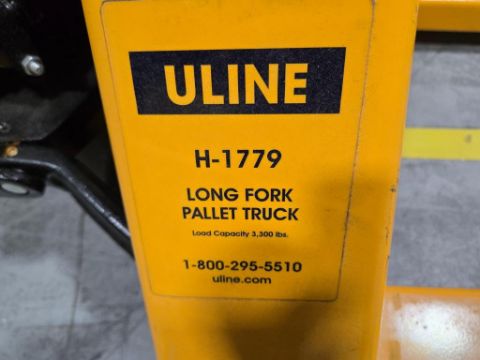 ULINE
H-1779
LONG FORK
PALLET TRUCK
Load Capacity 3,300 lbs.
1-800-295-5510
uline.com